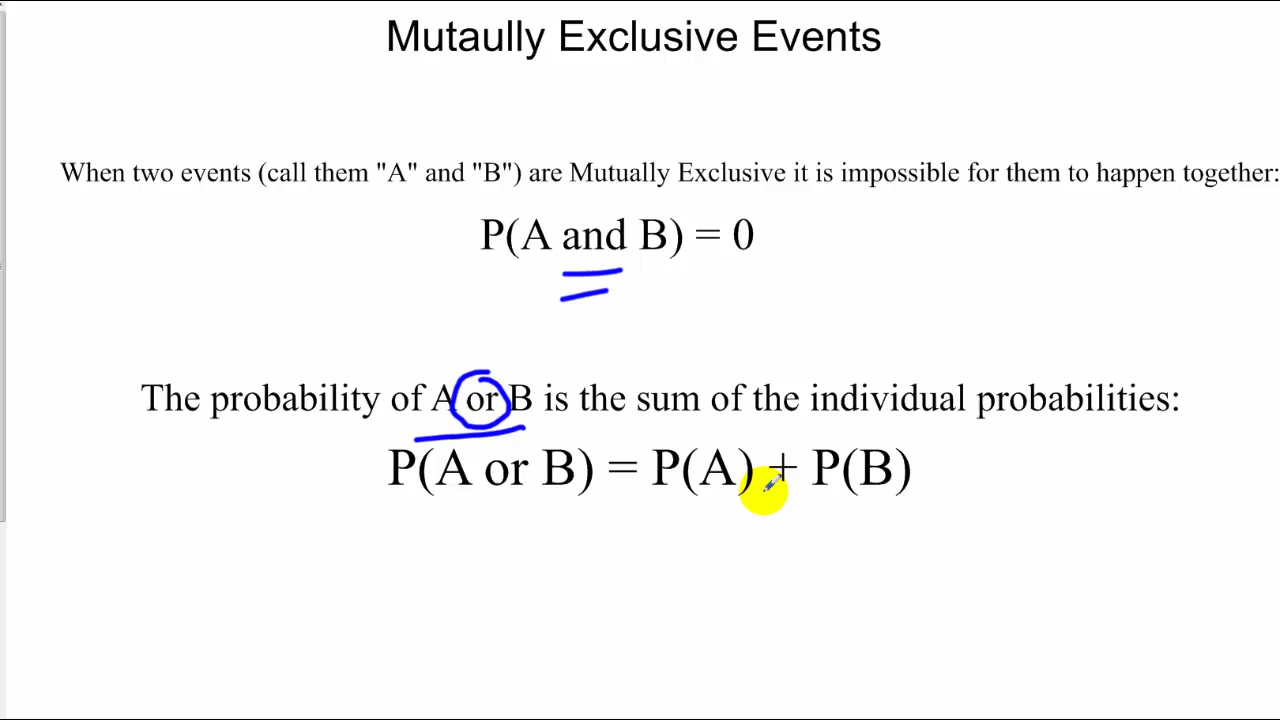 Mutaully Exclusive Events
When two events (call them "A" and "B") are Mutually Exclusive it is impossible for them to happen together:
P(A and B) = 0
The probability of A or B is the sum of the individual probabilities:
P(A or B) = P(A) + P(B)